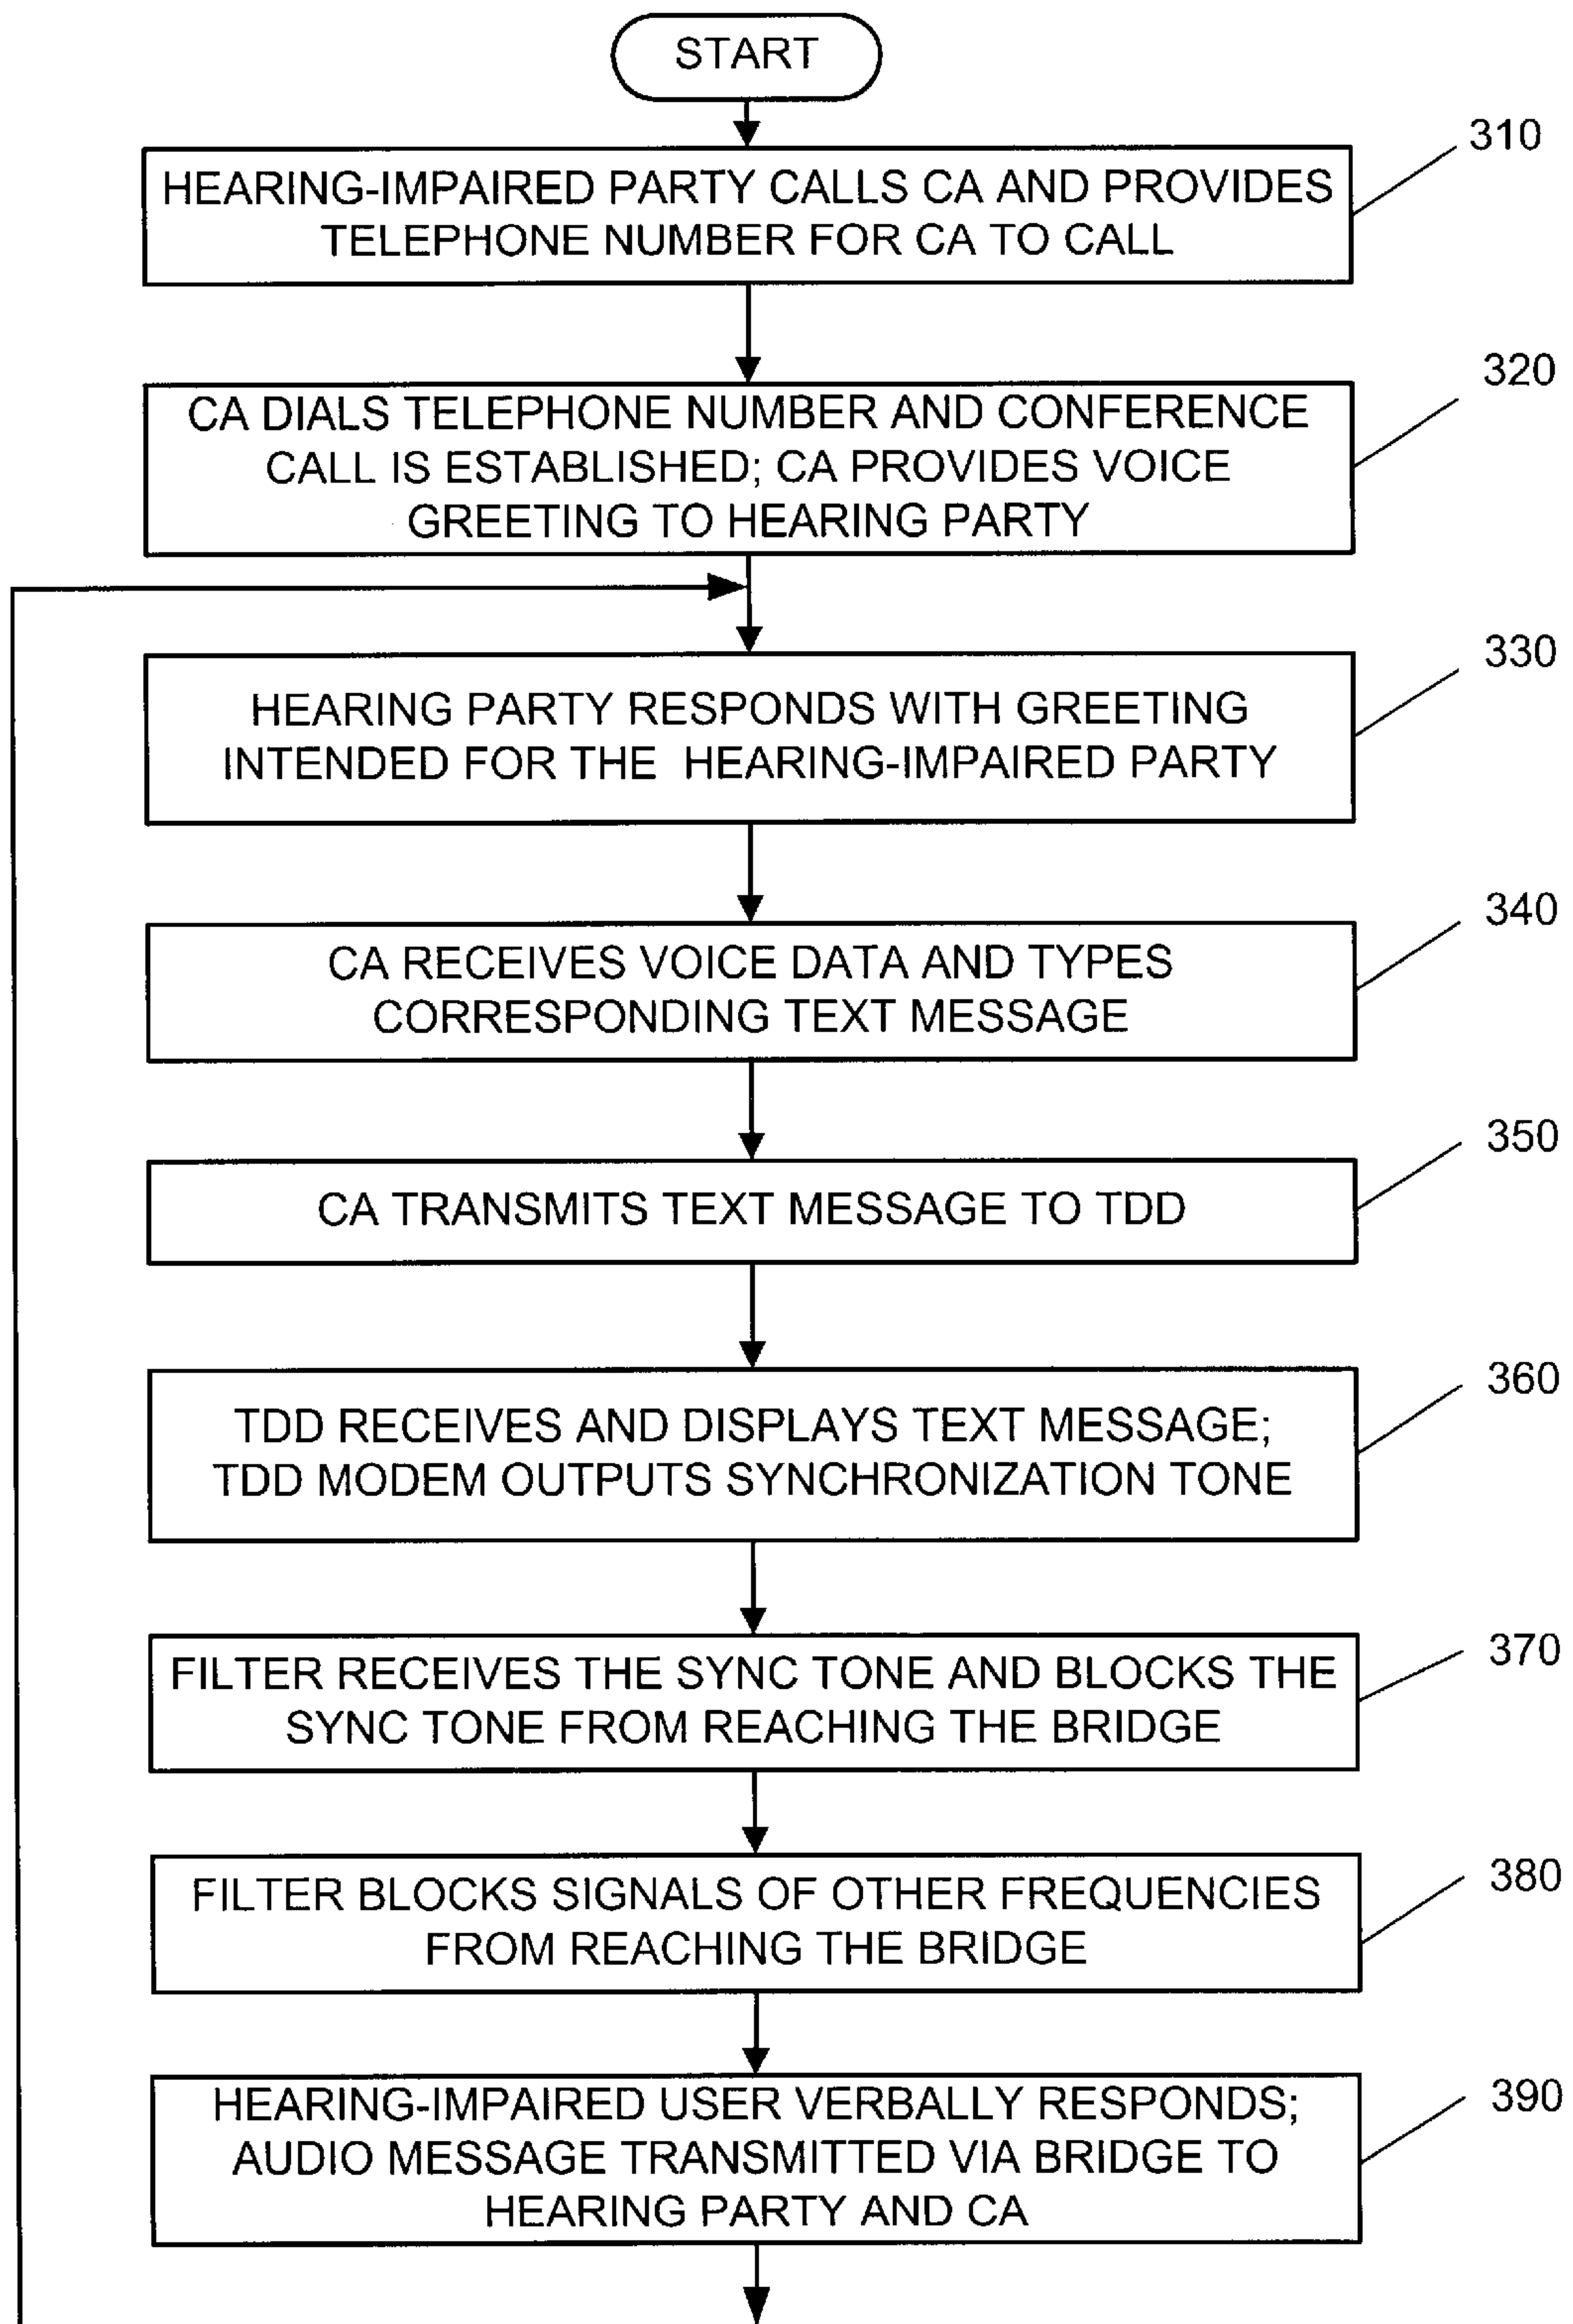 START
310
HEARING-IMPAIRED PARTY CALLS CA AND PROVIDES
TELEPHONE NUMBER FOR CA TO CALL
320
CA DIALS TELEPHONE NUMBER AND CONFERENCE
CALL IS ESTABLISHED; CA PROVIDES VOICE
GREETING TO HEARING PARTY
330
HEARING PARTY RESPONDS WITH GREETING
INTENDED FOR THE HEARING-IMPAIRED PARTY
340
CA RECEIVES VOICE DATA AND TYPES
CORRESPONDING TEXT MESSAGE
350
CA TRANSMITS TEXT MESSAGE TO TDD
360
TDD RECEIVES AND DISPLAYS TEXT MESSAGE;
TDD MODEM OUTPUTS SYNCHRONIZATION TONE
370
FILTER RECEIVES THE SYNC TONE AND BLOCKS THE
SYNC TONE FROM REACHING THE BRIDGE
380
FILTER BLOCKS SIGNALS OF OTHER FREQUENCIES
FROM REACHING THE BRIDGE
390
HEARING-IMPAIRED USER VERBALLY RESPONDS;
AUDIO MESSAGE TRANSMITTED VIA BRIDGE TO
HEARING PARTY AND CA